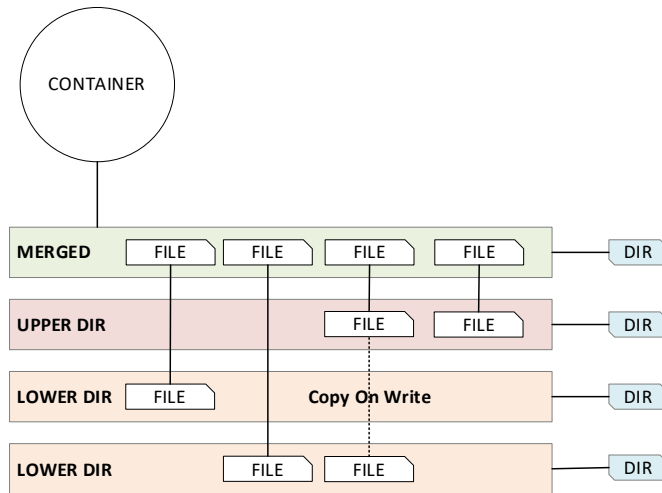 CONTAINER
MERGED FILE FILE FILE FILE DIR
UPPER DIR FILE FILE DIR
LOWER DIR FILE Copy On Write DIR
LOWER DIR FILE FILE DIR